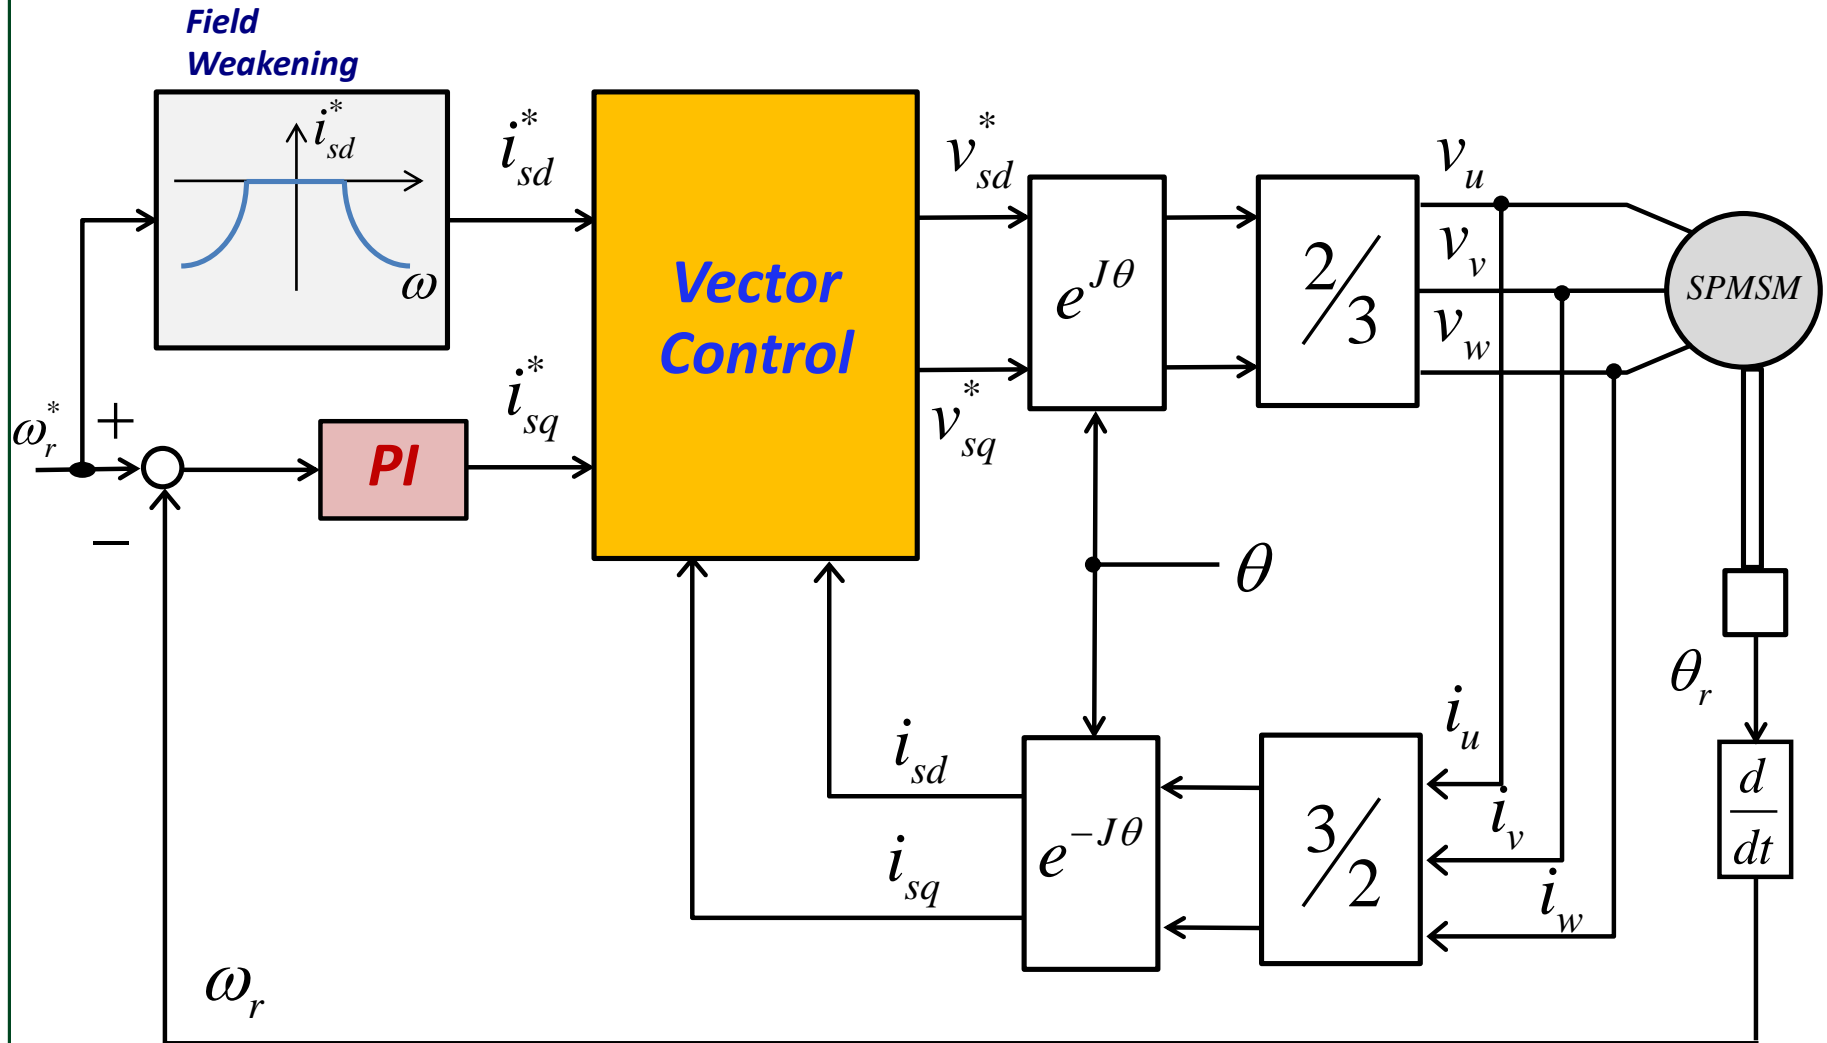 Field
Weakening
i*sd
ω
i*sd
i*sq
ω*r
+
−
PI
Vector
Control
v*sd
v*sq
e^Jθ
2/3
vu
vv
vw
SPMSM
θ
θr
d
dt
iu
iv
iw
3/2
e^−Jθ
isd
isq
ωr